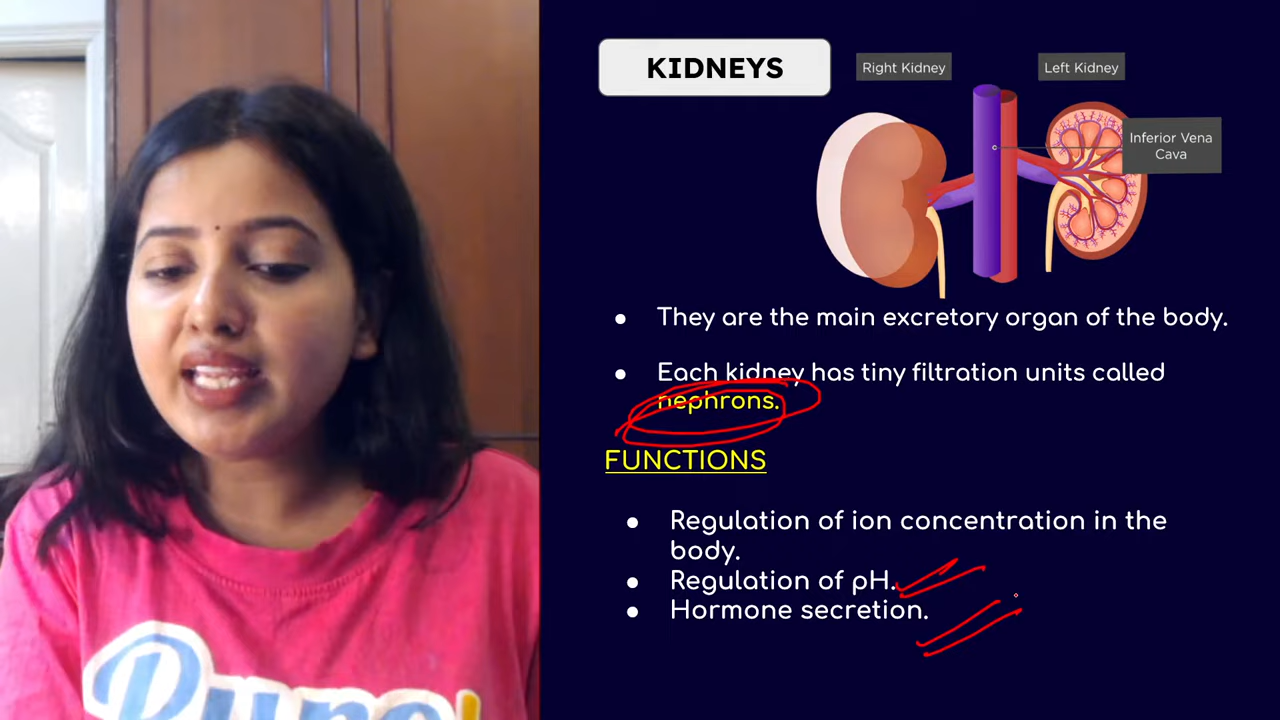 KIDNEYS
Right Kidney
Left Kidney
Inferior Vena
Cava
● They are the main excretory organ of the body.
● Each kidney has tiny filtration units called
nephrons.
FUNCTIONS
● Regulation of ion concentration in the
body.
● Regulation of pH.
● Hormone secretion.